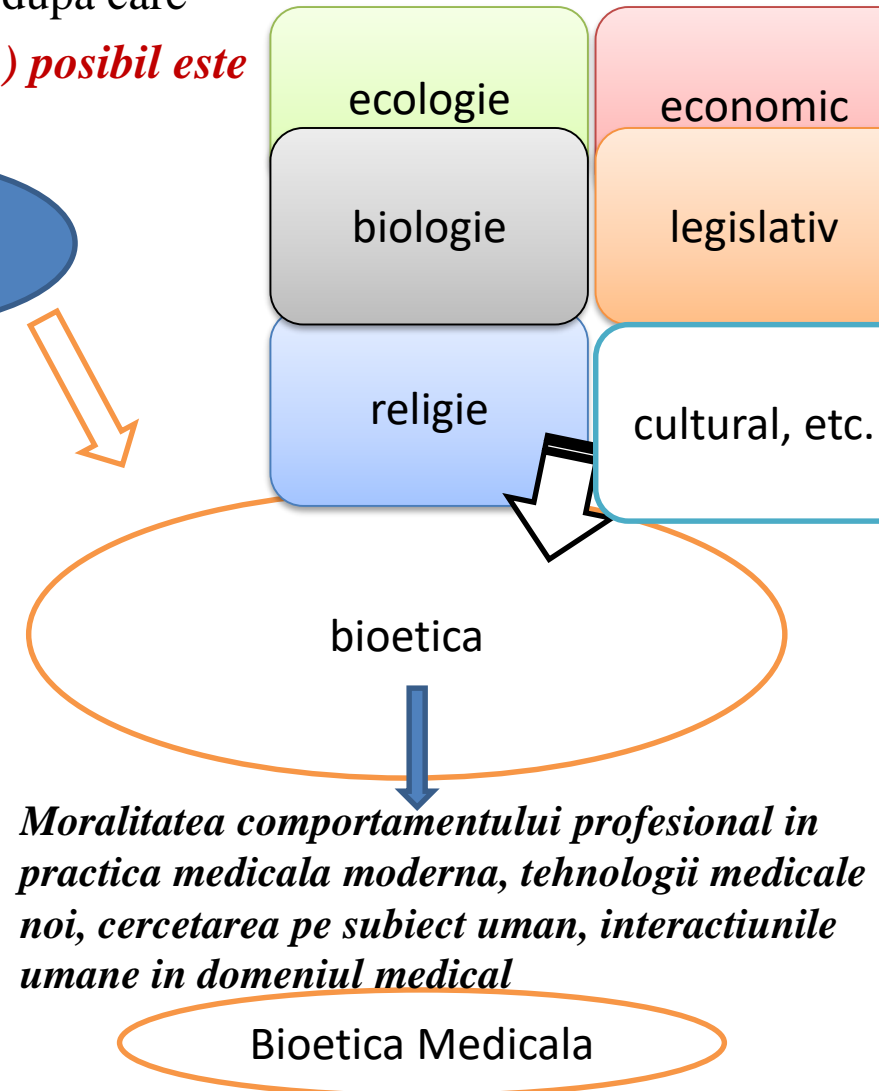 dupa care
) posibil este
ecologie
economic
biologie
legislativ
religie
cultural, etc.
bioetica
Moralitatea comportamentului profesional in
practica medicala moderna, tehnologii medicale
noi, cercetarea pe subiect uman, interactiunile
umane in domeniul medical
Bioetica Medicala